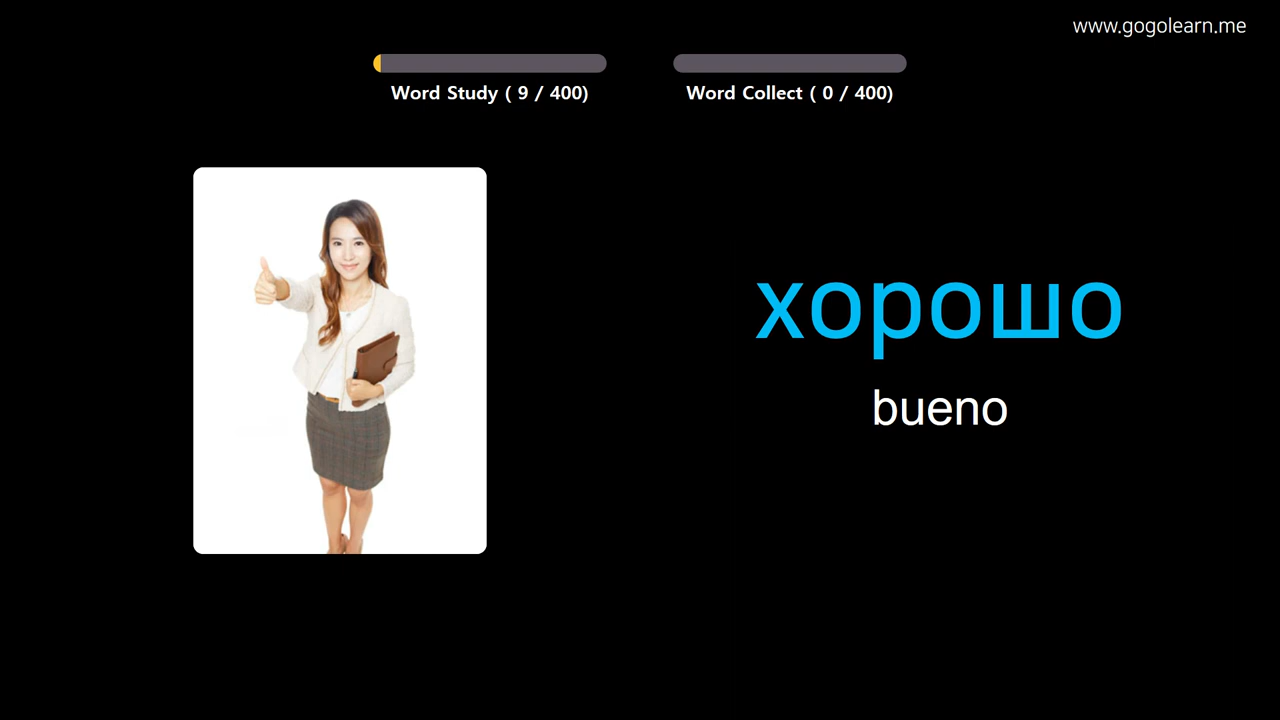 www.gogolearn.me
Word Study ( 9 / 400)
Word Collect ( 0 / 400)
хорошо
bueno